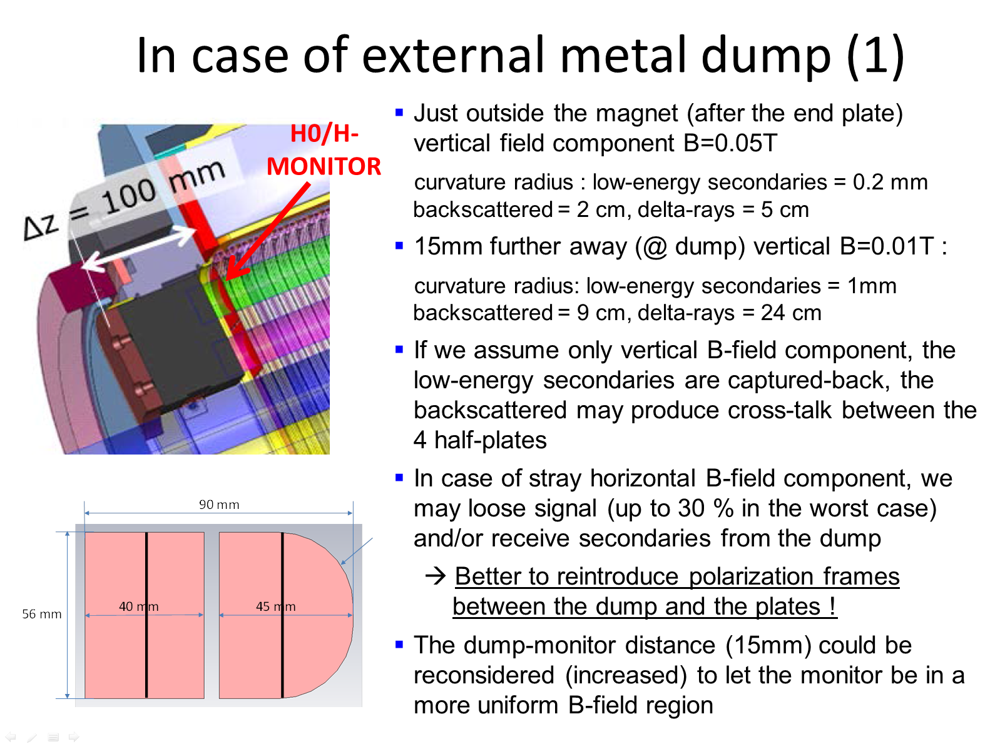 In case of external metal dump (1)
H0/H-
MONITOR
Δz = 100 mm
▪ Just outside the magnet (after the end plate)
vertical field component B=0.05T
curvature radius : low-energy secondaries = 0.2 mm
backscattered = 2 cm, delta-rays = 5 cm
▪ 15mm further away (@ dump) vertical B=0.01T :
curvature radius: low-energy secondaries = 1mm
backscattered = 9 cm, delta-rays = 24 cm
▪ If we assume only vertical B-field component, the
low-energy secondaries are captured-back, the
backscattered may produce cross-talk between the
4 half-plates
▪ In case of stray horizontal B-field component, we
may loose signal (up to 30 % in the worst case)
and/or receive secondaries from the dump
→ Better to reintroduce polarization frames
between the dump and the plates !
▪ The dump-monitor distance (15mm) could be
reconsidered (increased) to let the monitor be in a
more uniform B-field region
90 mm
40 mm
45 mm
56 mm